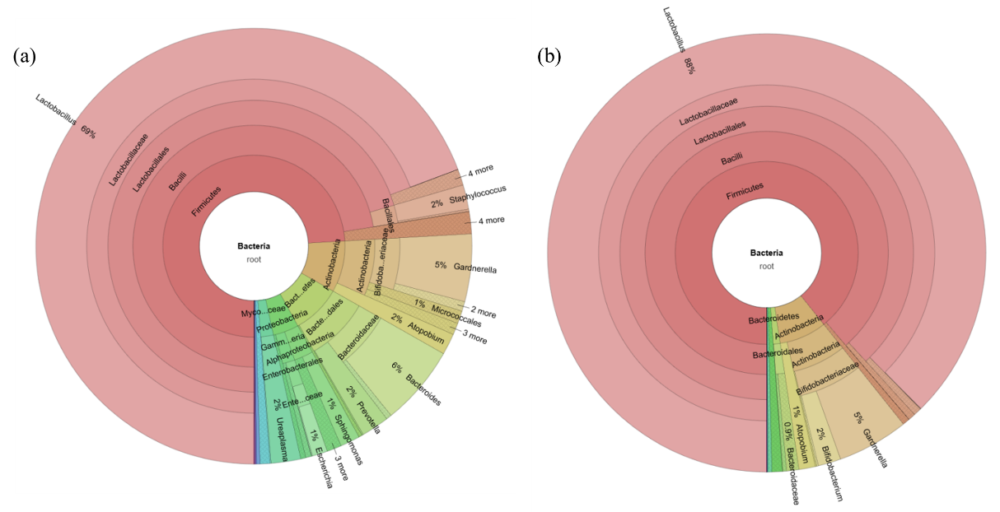 (a)
Lactobacillus 69%
Lactobacillaceae
Lactobacillales
Bacilli
Firmicutes
Bacteria
root
Bacillales
4 more
2% Staphylococcus
4 more
Actinobacteria
Actinobacteria
Bifidoba...eriaceae
5% Gardnerella
2 more
1% Micrococcales
3 more
2% Atopobium
Bact...etes
Bacte...dales
Bacteroidaceae
6% Bacteroides
2% Prevotella
Proteobacteria
Gamm...eria
Alphaproteobacteria
Enterobacterales
Ente...ceae
1% Sphingomonas
3 more
1% Escherichia
Myco...ceae
2% Ureaplasma
(b)
Lactobacillus 88%
Lactobacillaceae
Lactobacillales
Bacilli
Firmicutes
Bacteria
root
Bacteroidetes
Actinobacteria
Bacteroidales
Actinobacteria
Bifidobacteriaceae
5% Gardnerella
2% Bifidobacterium
1% Atopobium
0.9% Bacteroidaceae